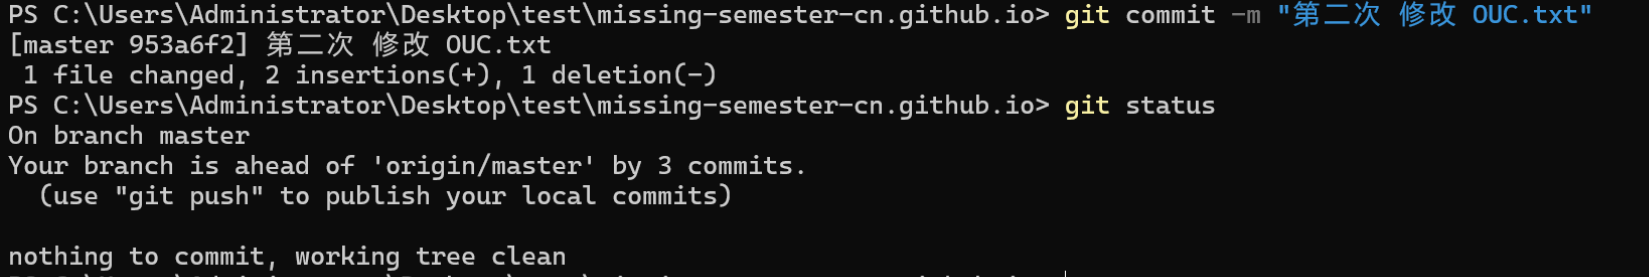 PS C:\Users\Administrator\Desktop\test\missing-semester-cn.github.io> git commit -m "第二次 修改 OUC.txt"
[master 953a6f2] 第二次 修改 OUC.txt
 1 file changed, 2 insertions(+), 1 deletion(-)
PS C:\Users\Administrator\Desktop\test\missing-semester-cn.github.io> git status
On branch master
Your branch is ahead of 'origin/master' by 3 commits.
  (use "git push" to publish your local commits)

nothing to commit, working tree clean